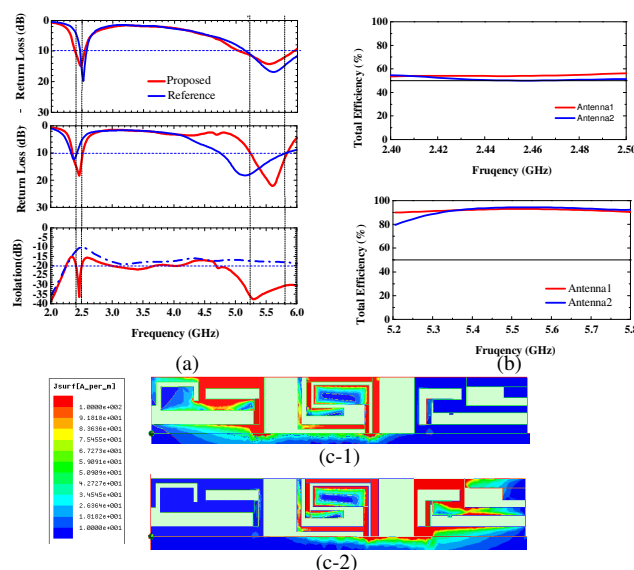 0
10
20
30
- Return Loss (dB)
Proposed
Reference
0
10
20
30
Return Loss (dB)
0
-5
-10
-15
-20
-25
-30
-35
-40
Isolation(dB)
2.0 2.5 3.0 3.5 4.0 4.5 5.0 5.5 6.0
Frequency (GHz)
(a)
100
80
60
40
20
0
Total Efficiency (%)
Antenna1
Antenna2
2.40 2.42 2.44 2.46 2.48 2.50
Fruqency (GHz)
100
80
60
40
20
0
Total Efficiency (%)
Antenna1
Antenna2
5.2 5.3 5.4 5.5 5.6 5.7 5.8
Fruqency (GHz)
(b)
Jsurf[A_per_m]
1.0000e+002
9.1818e+001
8.3636e+001
7.5455e+001
6.7273e+001
5.9091e+001
5.0909e+001
4.2727e+001
3.4545e+001
2.6364e+001
1.8182e+001
1.0000e+001
(c-1)
(c-2)